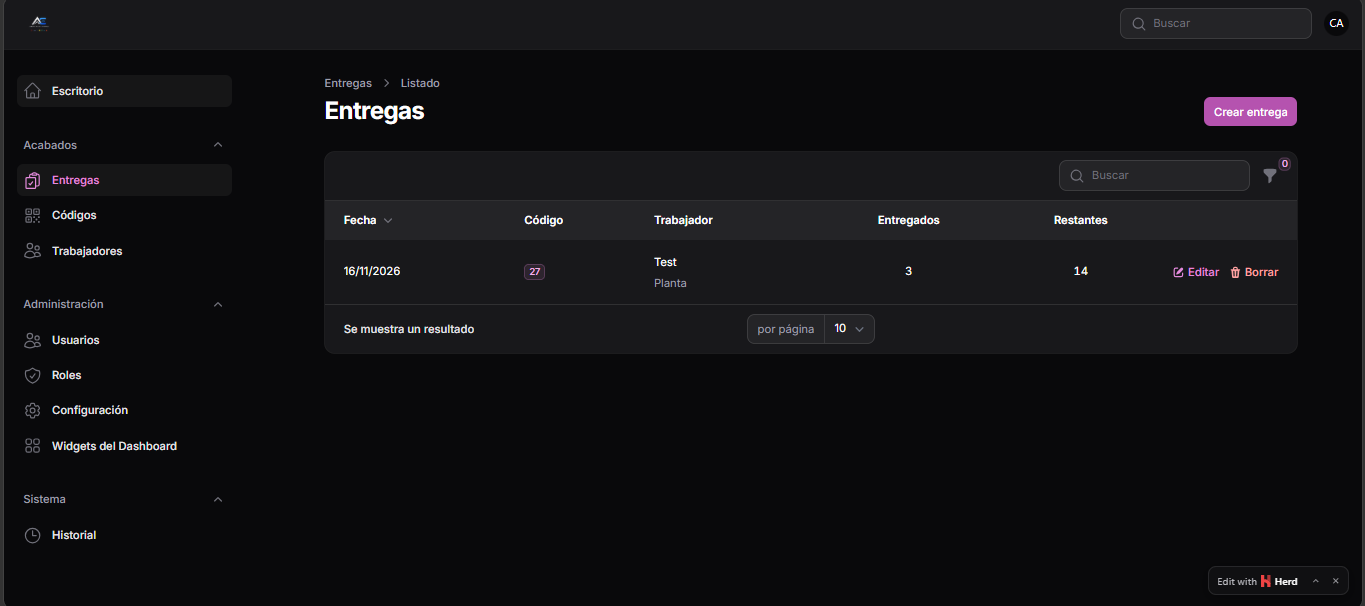 Buscar
CA
Escritorio
Acabados
Entregas
Códigos
Trabajadores
Administración
Usuarios
Roles
Configuración
Widgets del Dashboard
Sistema
Historial
Entregas > Listado
Entregas
Crear entrega
Buscar
0
Fecha Código Trabajador Entregados Restantes
16/11/2026 27 Test 3 14 Editar Borrar
Planta
Se muestra un resultado por página 10
Edit with Herd